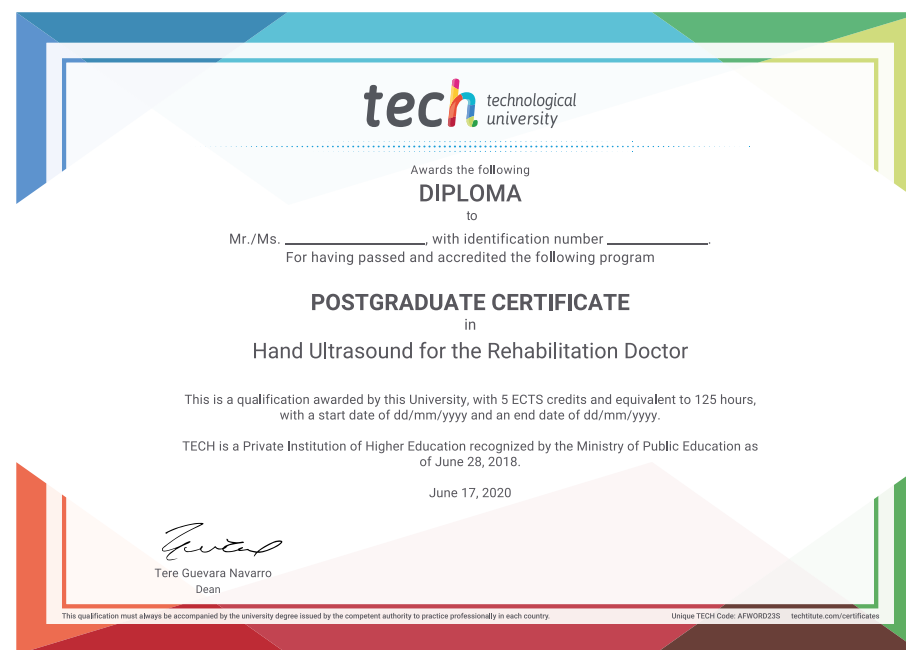 tech technological
university
Awards the following
DIPLOMA
to
Mr./Ms. ____________, with identification number ____________.
For having passed and accredited the following program
POSTGRADUATE CERTIFICATE
in
Hand Ultrasound for the Rehabilitation Doctor
This is a qualification awarded by this University, with 5 ECTS credits and equivalent to 125 hours,
with a start date of dd/mm/yyyy and an end date of dd/mm/yyyy.
TECH is a Private Institution of Higher Education recognized by the Ministry of Public Education as
of June 28, 2018.
June 17, 2020
Tere Guevara Navarro
Dean
This qualification must always be accompanied by the university degree issued by the competent authority to practice professionally in each country.
Unique TECH Code: AFWORD23S techtitute.com/certificates